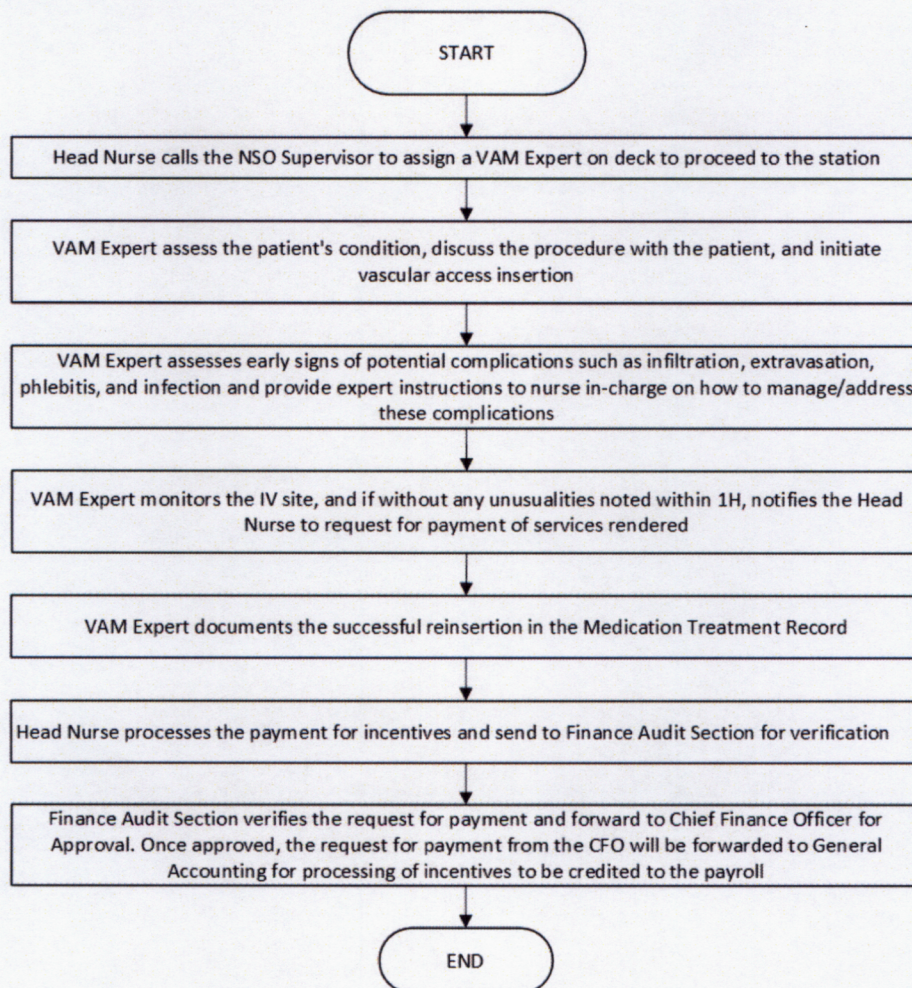 START
Head Nurse calls the NSO Supervisor to assign a VAM Expert on deck to proceed to the station
VAM Expert assess the patient's condition, discuss the procedure with the patient, and initiate
vascular access insertion
VAM Expert assesses early signs of potential complications such as infiltration, extravasation,
phlebitis, and infection and provide expert instructions to nurse in-charge on how to manage/address
these complications
VAM Expert monitors the IV site, and if without any unusualities noted within 1H, notifies the Head
Nurse to request for payment of services rendered
VAM Expert documents the successful reinsertion in the Medication Treatment Record
Head Nurse processes the payment for incentives and send to Finance Audit Section for verification
Finance Audit Section verifies the request for payment and forward to Chief Finance Officer for
Approval. Once approved, the request for payment from the CFO will be forwarded to General
Accounting for processing of incentives to be credited to the payroll
END